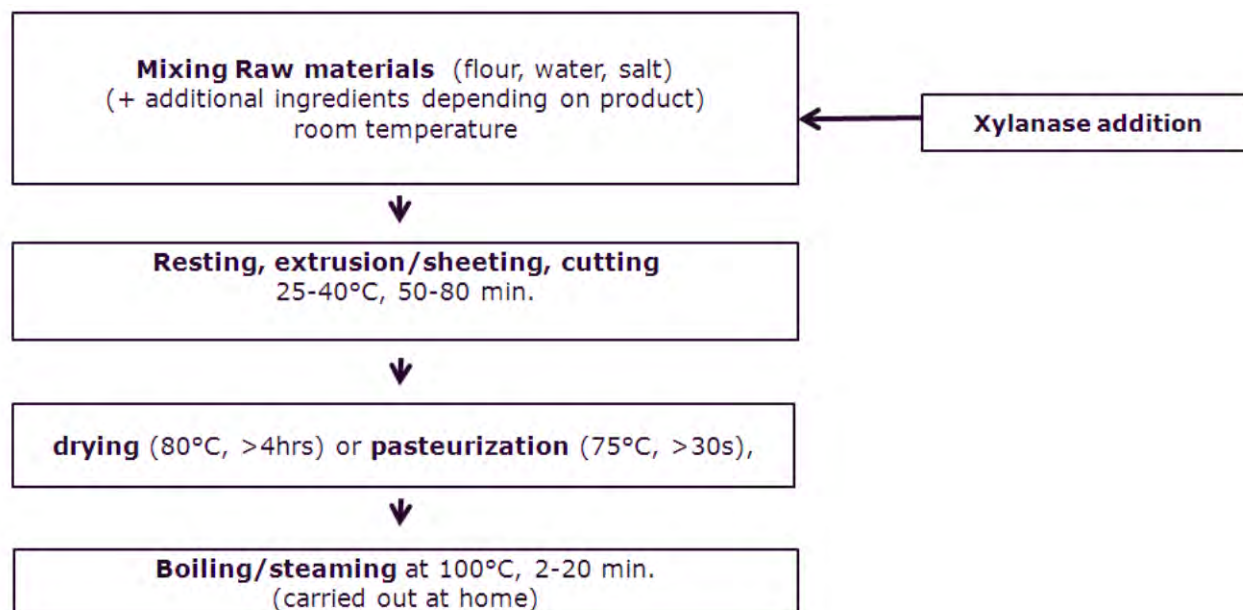 Mixing Raw materials (flour, water, salt)
(+ additional ingredients depending on product)
room temperature
Xylanase addition
Resting, extrusion/sheeting, cutting
25-40°C, 50-80 min.
drying (80°C, >4hrs) or pasteurization (75°C, >30s),
Boiling/steaming at 100°C, 2-20 min.
(carried out at home)